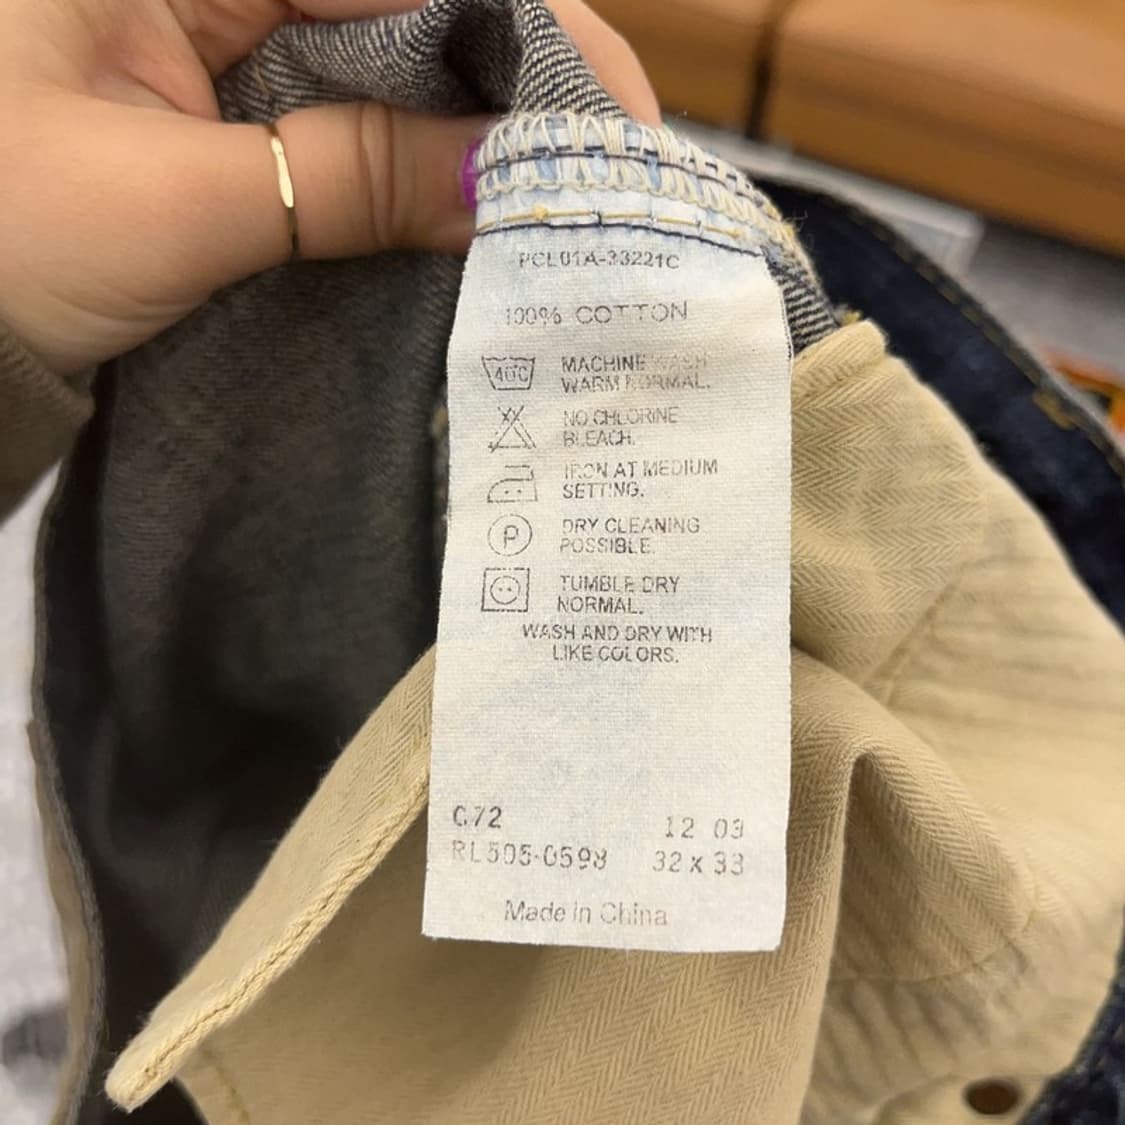 PCL01A-33221C
100% COTTON
40C
MACHINE WASH
WARM NORMAL.
NO CHLORINE
BLEACH.
IRON AT MEDIUM
SETTING.
P
DRY CLEANING
POSSIBLE.
TUMBLE DRY
NORMAL.
WASH AND DRY WITH
LIKE COLORS.
C72 12 03
RL505-0598 32 x 33
Made in China